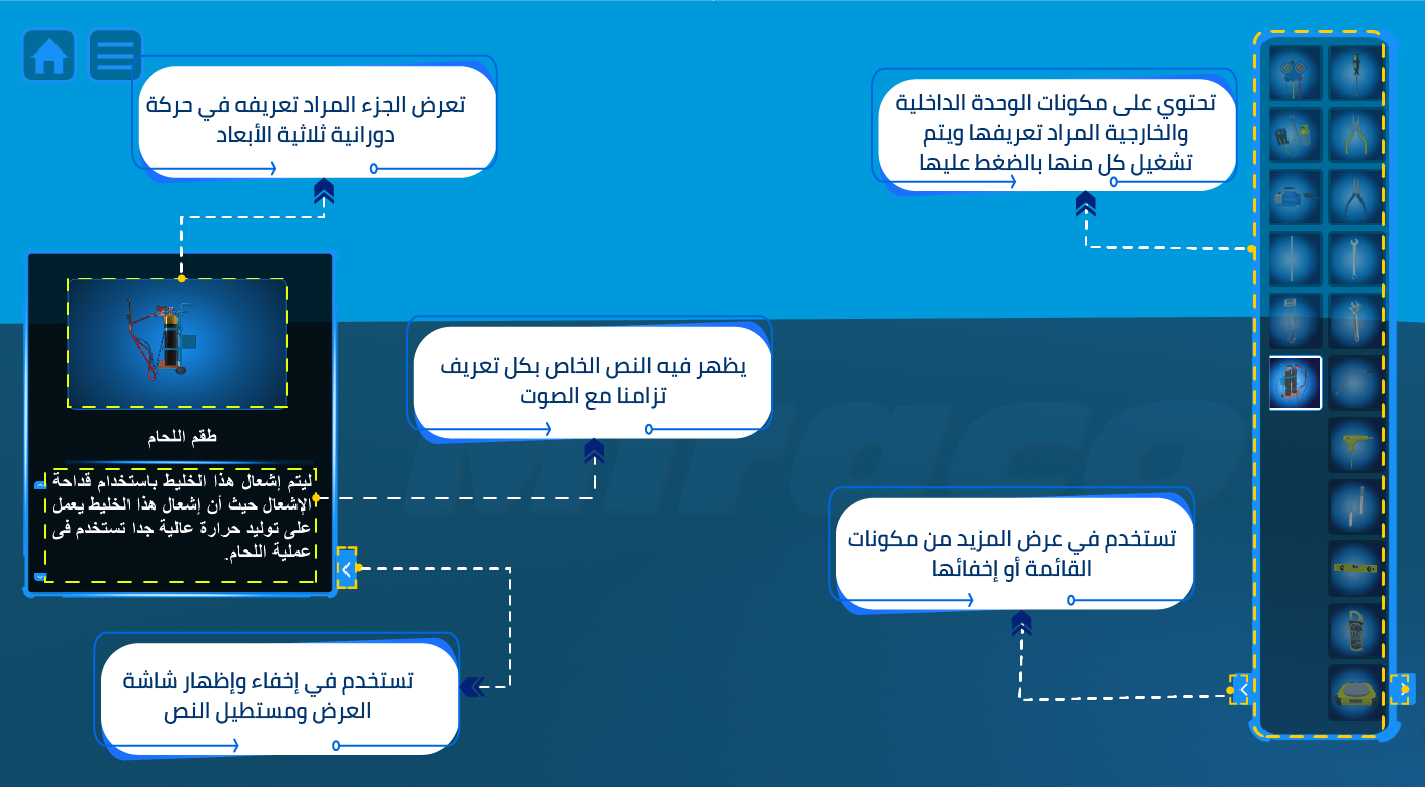 تحتوي على مكونات الوحدة الداخلية
والخارجية المراد تعريفها ويتم
تشغيل كل منها بالضغط عليها
تعرض الجزء المراد تعريفه في حركة
دورانية ثلاثية الأبعاد
يظهر فيه النص الخاص بكل تعريف
تزامنا مع الصوت
طقم اللحام
ليتم إشعال هذا الخليط باستخدام قداحة
الإشعال حيث أن إشعال هذا الخليط يعمل
على توليد حرارة عالية جدا تستخدم فى
عملية اللحام.
تستخدم في عرض المزيد من مكونات
القائمة أو إخفائها
تستخدم في إخفاء وإظهار شاشة
العرض ومستطيل النص
Miraco